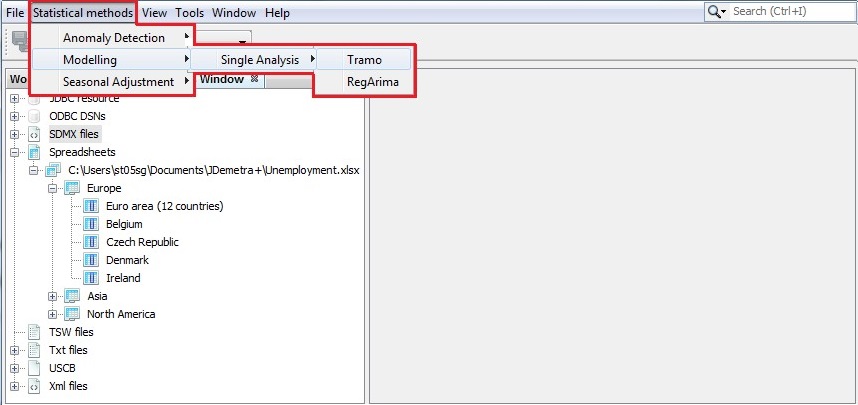 File Statistical methods View Tools Window Help Search (Ctrl+I)
Anomaly Detection
Modelling Single Analysis Tramo
Seasonal Adjustment RegArima
Window
JDBC resource
ODBC DSNs
SDMX files
Spreadsheets
C:\Users\st05sg\Documents\JDemetra+\Unemployment.xlsx
Europe
Euro area (12 countries)
Belgium
Czech Republic
Denmark
Ireland
Asia
North America
TSW files
Txt files
USCB
Xml files